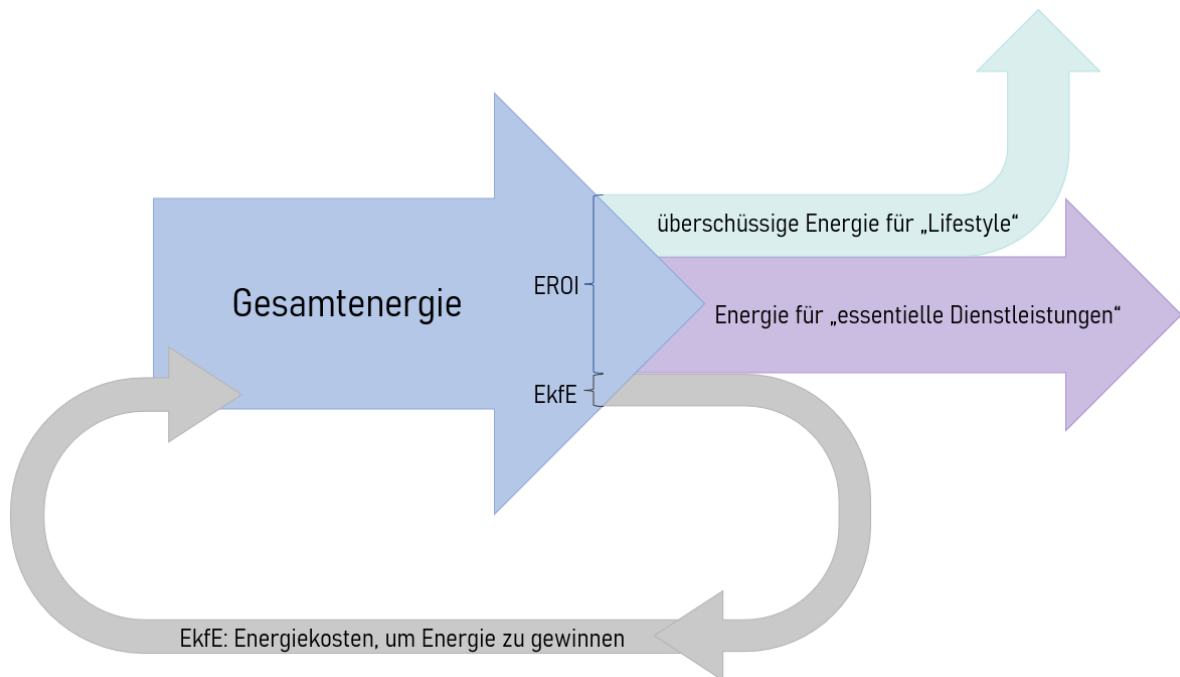 überschüssige Energie für „Lifestyle“
Gesamtenergie
EROI
Energie für „essentielle Dienstleistungen“
EkfE
EkfE: Energiekosten, um Energie zu gewinnen